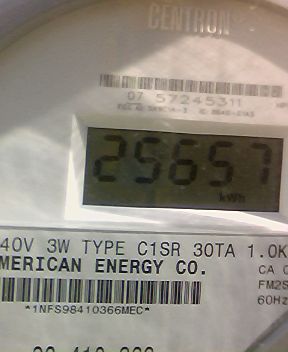 CENTRON
07 57245311
25657
kWh
40V 3W TYPE C1SR 30TA 1.0K
MERICAN ENERGY CO.
CA 0
FM2S
60Hz
*1NFS98410366MEC*